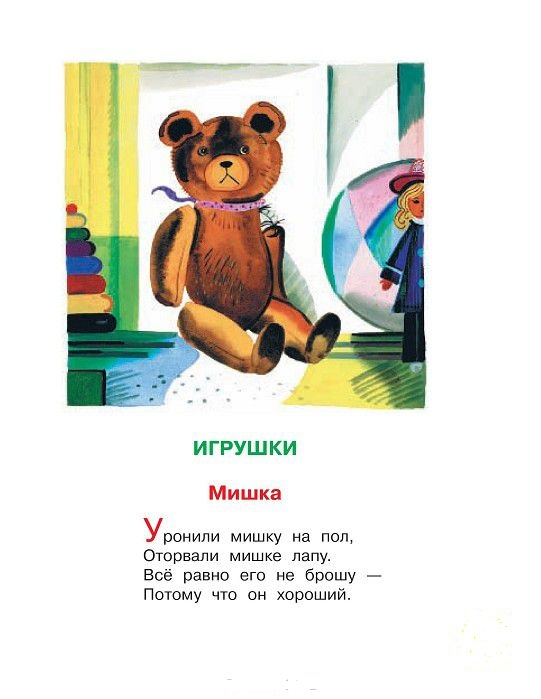 ИГРУШКИ
Мишка
Уронили мишку на пол,
Оторвали мишке лапу.
Всё равно его не брошу —
Потому что он хороший.